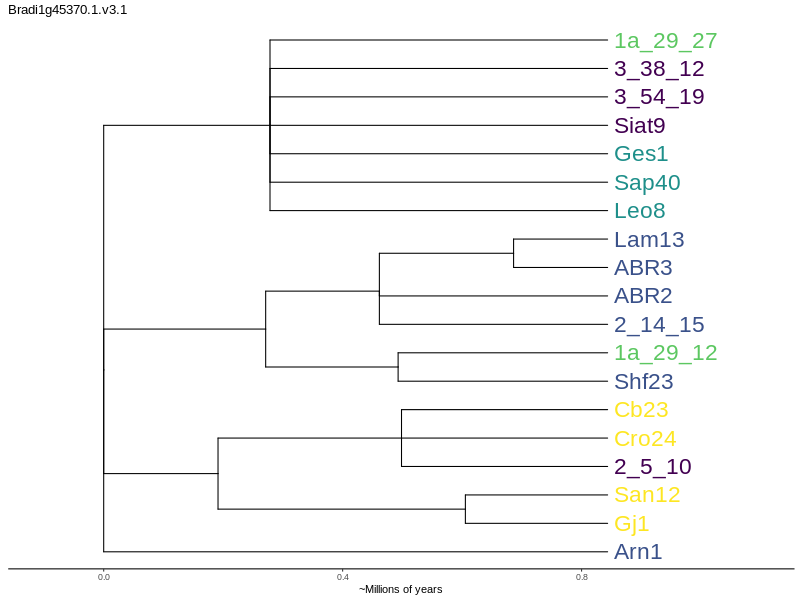 Bradi1g45370.1.v3.1
1a_29_27
3_38_12
3_54_19
Siat9
Ges1
Sap40
Leo8
Lam13
ABR3
ABR2
2_14_15
1a_29_12
Shf23
Cb23
Cro24
2_5_10
San12
Gj1
Arn1
0.0 0.4 0.8
~Millions of years